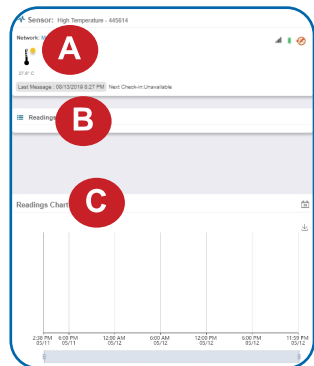 Sensor: High Temperature - 445614
Network:
A
27.6° C
Last Message : 08/13/2019 8:27 PM Next Check-in:Unavailable
Readings
B
Readings Chart
C
31
2:38 PM 6:00 PM 12:00 AM 6:00 AM 12:00 PM 6:00 PM 11:59 PM
05/11 05/11 05/12 05/12 05/12 05/12 05/12